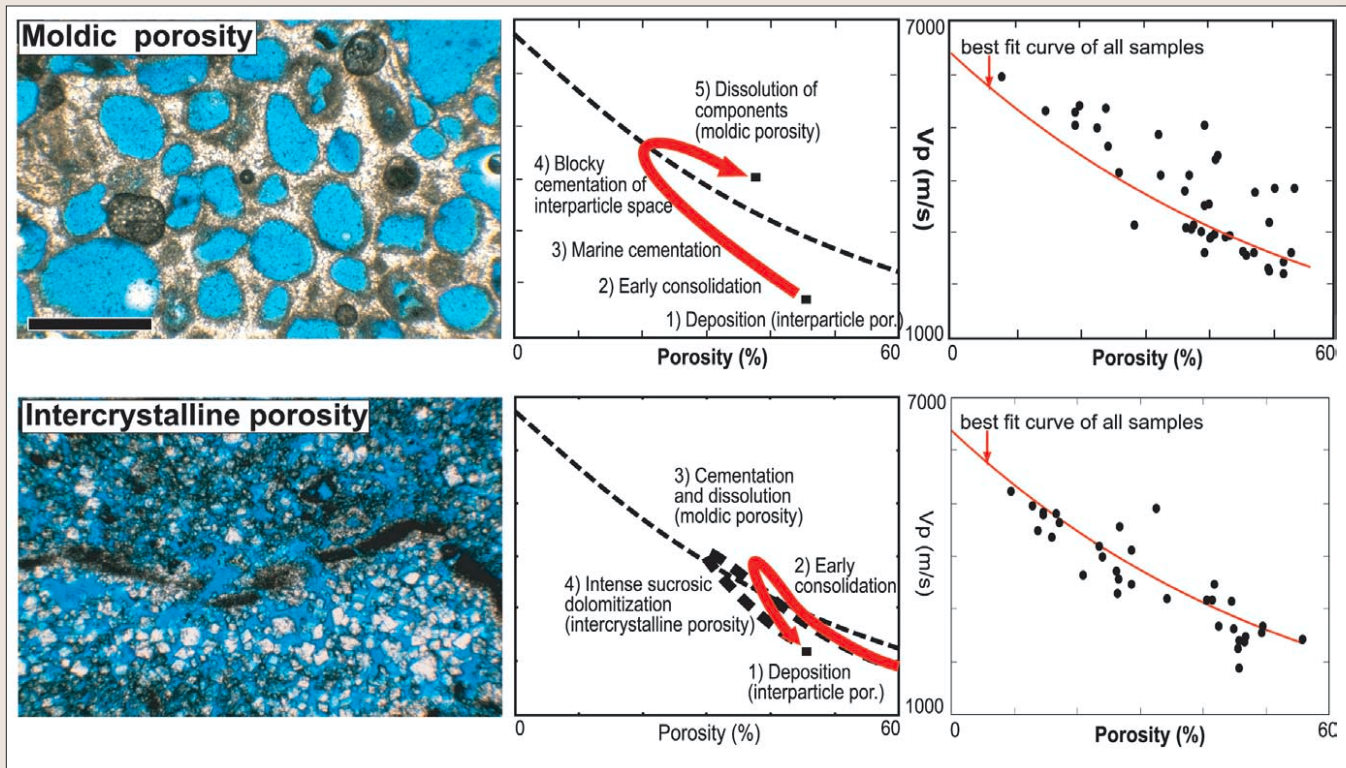 Moldic porosity
5) Dissolution of
components
(moldic porosity)
4) Blocky
cementation of
interparticle space
3) Marine cementation
2) Early consolidation
1) Deposition (interparticle por.)
0
60
Porosity (%)
7000
best fit curve of all samples
Vp (m/s)
1000
0
60
Porosity (%)
Intercrystalline porosity
3) Cementation
and dissolution
(moldic porosity)
2) Early
consolidation
4) Intense sucrosic
dolomitization
(intercrystalline porosity)
1) Deposition
(interparticle por.)
0
60
Porosity (%)
7000
best fit curve of all samples
Vp (m/s)
1000
0
60
Porosity (%)